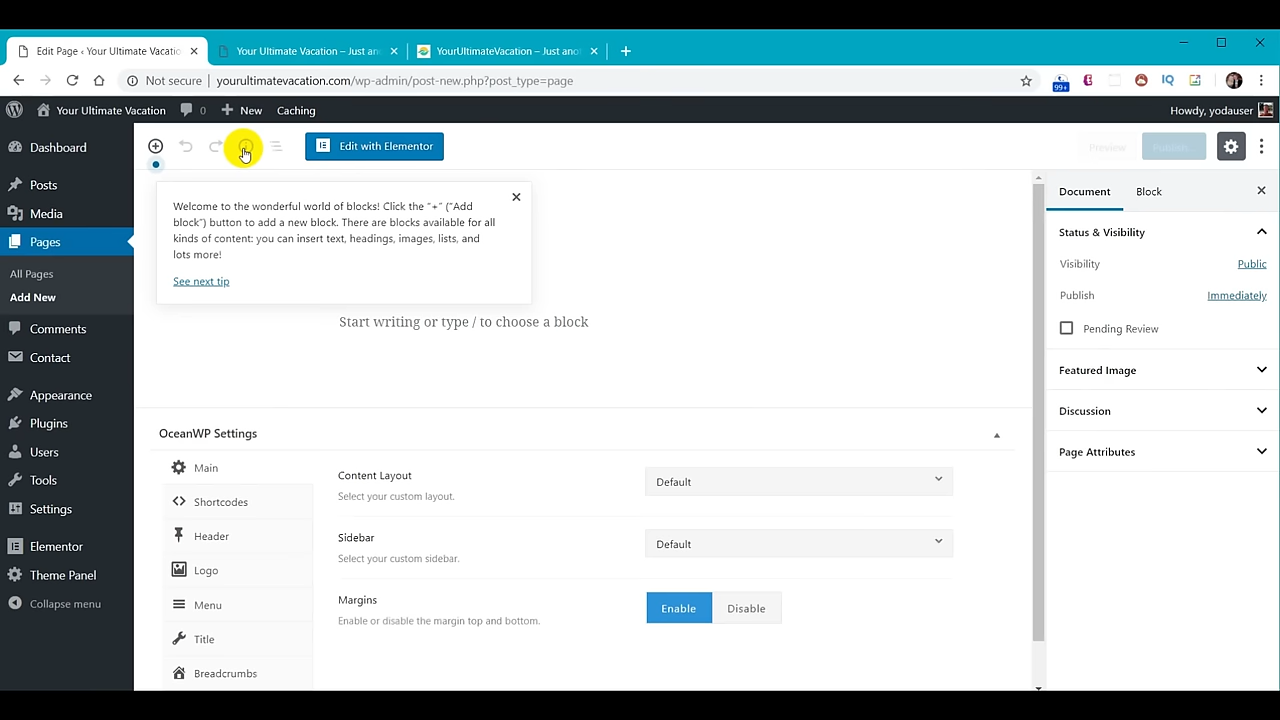 Edit Page ‹ Your Ultimate Vacatio
Your Ultimate Vacation – Just an
YourUltimateVacation – Just anot
Not secure | yourultimatevacation.com/wp-admin/post-new.php?post_type=page
99+
IQ
Your Ultimate Vacation
0
New
Caching
Howdy, yodauser
Dashboard
Posts
Media
Pages
All Pages
Add New
Comments
Contact
Appearance
Plugins
Users
Tools
Settings
Elementor
Theme Panel
Collapse menu
Edit with Elementor
Preview
Publish...
Welcome to the wonderful world of blocks! Click the “+” (“Add
block”) button to add a new block. There are blocks available for all
kinds of content: you can insert text, headings, images, lists, and
lots more!
See next tip
Start writing or type / to choose a block
OceanWP Settings
Main
Shortcodes
Header
Logo
Menu
Title
Breadcrumbs
Content Layout
Select your custom layout.
Default
Sidebar
Select your custom sidebar.
Default
Margins
Enable or disable the margin top and bottom.
Enable
Disable
Document
Block
Status & Visibility
Visibility
Public
Publish
Immediately
Pending Review
Featured Image
Discussion
Page Attributes